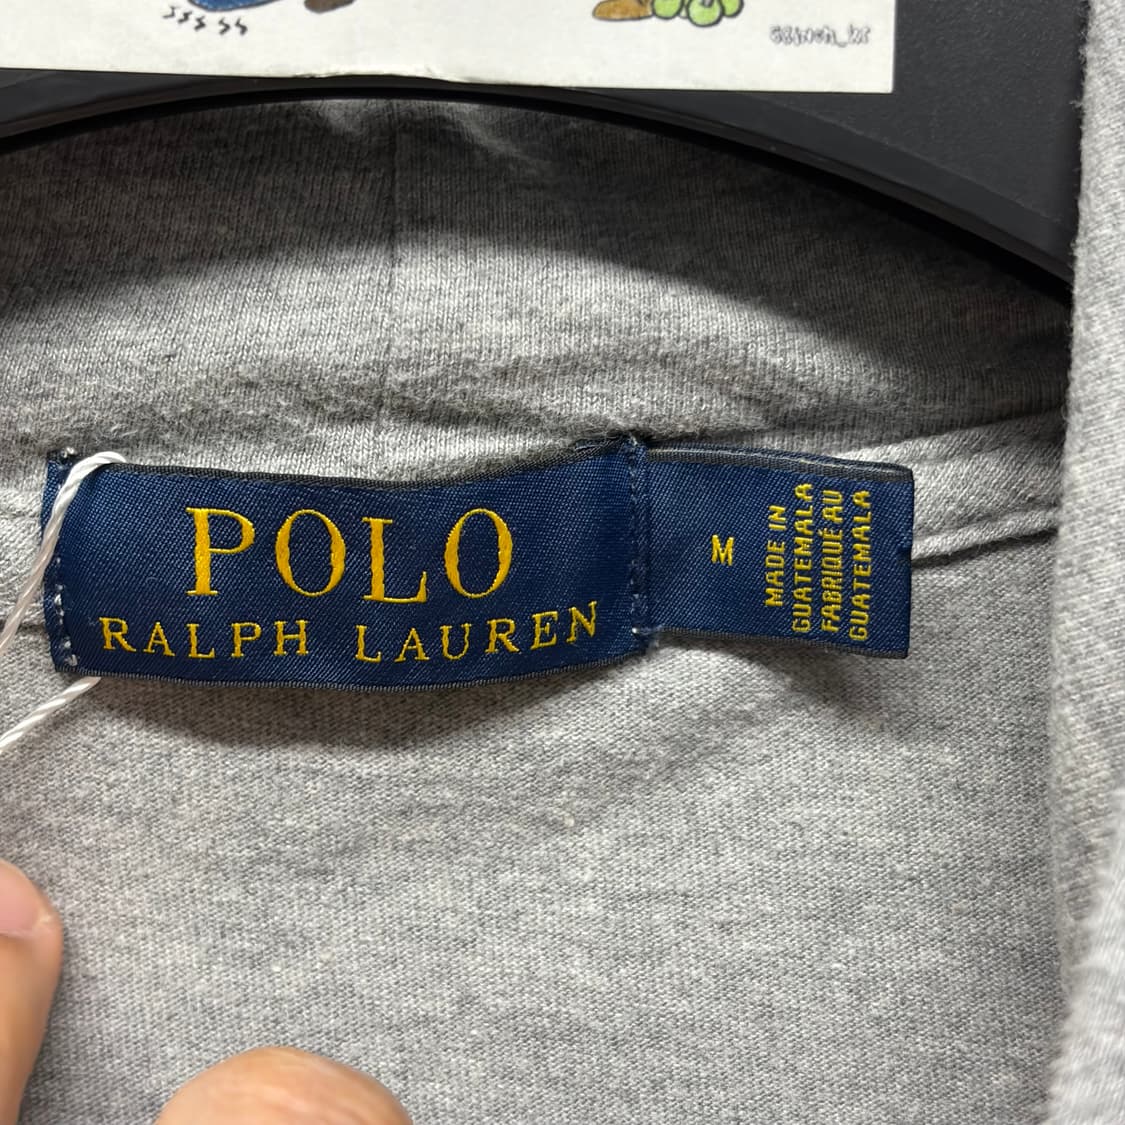 POLO
RALPH LAUREN
M
MADE IN
GUATEMALA
FABRIQUÉ AU
GUATEMALA